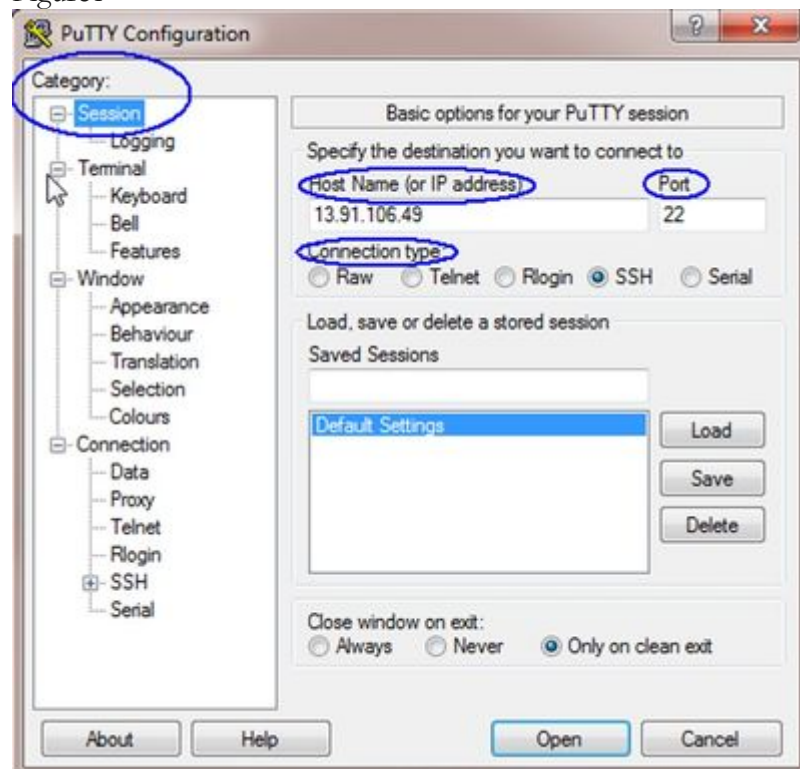 PuTTY Configuration
Category:
Session
Logging
Terminal
Keyboard
Bell
Features
Window
Appearance
Behaviour
Translation
Selection
Colours
Connection
Data
Proxy
Telnet
Rlogin
SSH
Serial
Basic options for your PuTTY session
Specify the destination you want to connect to
Host Name (or IP address) Port
13.91.106.49 22
Connection type:
Raw Telnet Rlogin SSH Serial
Load, save or delete a stored session
Saved Sessions
Default Settings
Load
Save
Delete
Close window on exit:
Always Never Only on clean exit
About Help Open Cancel